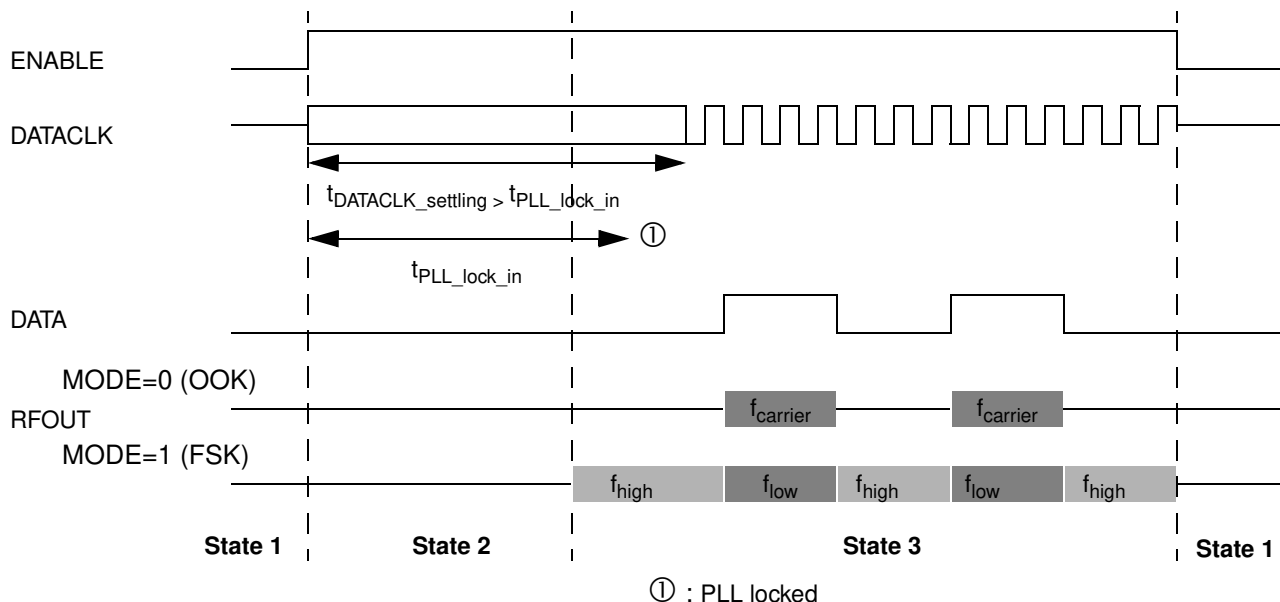 ENABLE
DATACLK
tDATACLK_settling > tPLL_lock_in
①
tPLL_lock_in
DATA
MODE=0 (OOK)
fcarrier fcarrier
RFOUT
MODE=1 (FSK)
fhigh flow fhigh flow fhigh
State 1 State 2 State 3 State 1
① : PLL locked